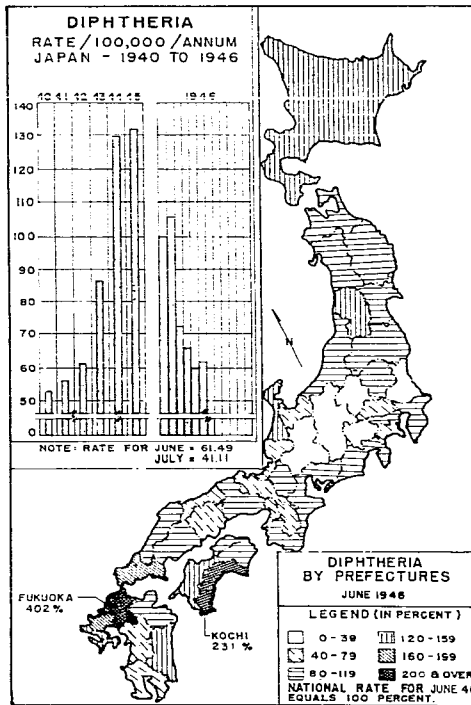 DIPHTHERIA
RATE/100,000/ANNUM
JAPAN - 1940 TO 1946
40 41 42 43 44 45 1946
140
130
120
110
100
90
80
70
60
50
0
NOTE: RATE FOR JUNE = 61.49
JULY = 41.11
N
FUKUOKA
402%
KOCHI
231 %
DIPHTHERIA
BY PREFECTURES
JUNE 1946
LEGEND (IN PERCENT)
0-39 120-159
40-79 160-199
80-119 200 & OVER
NATIONAL RATE FOR JUNE 46
EQUALS 100 PERCENT.